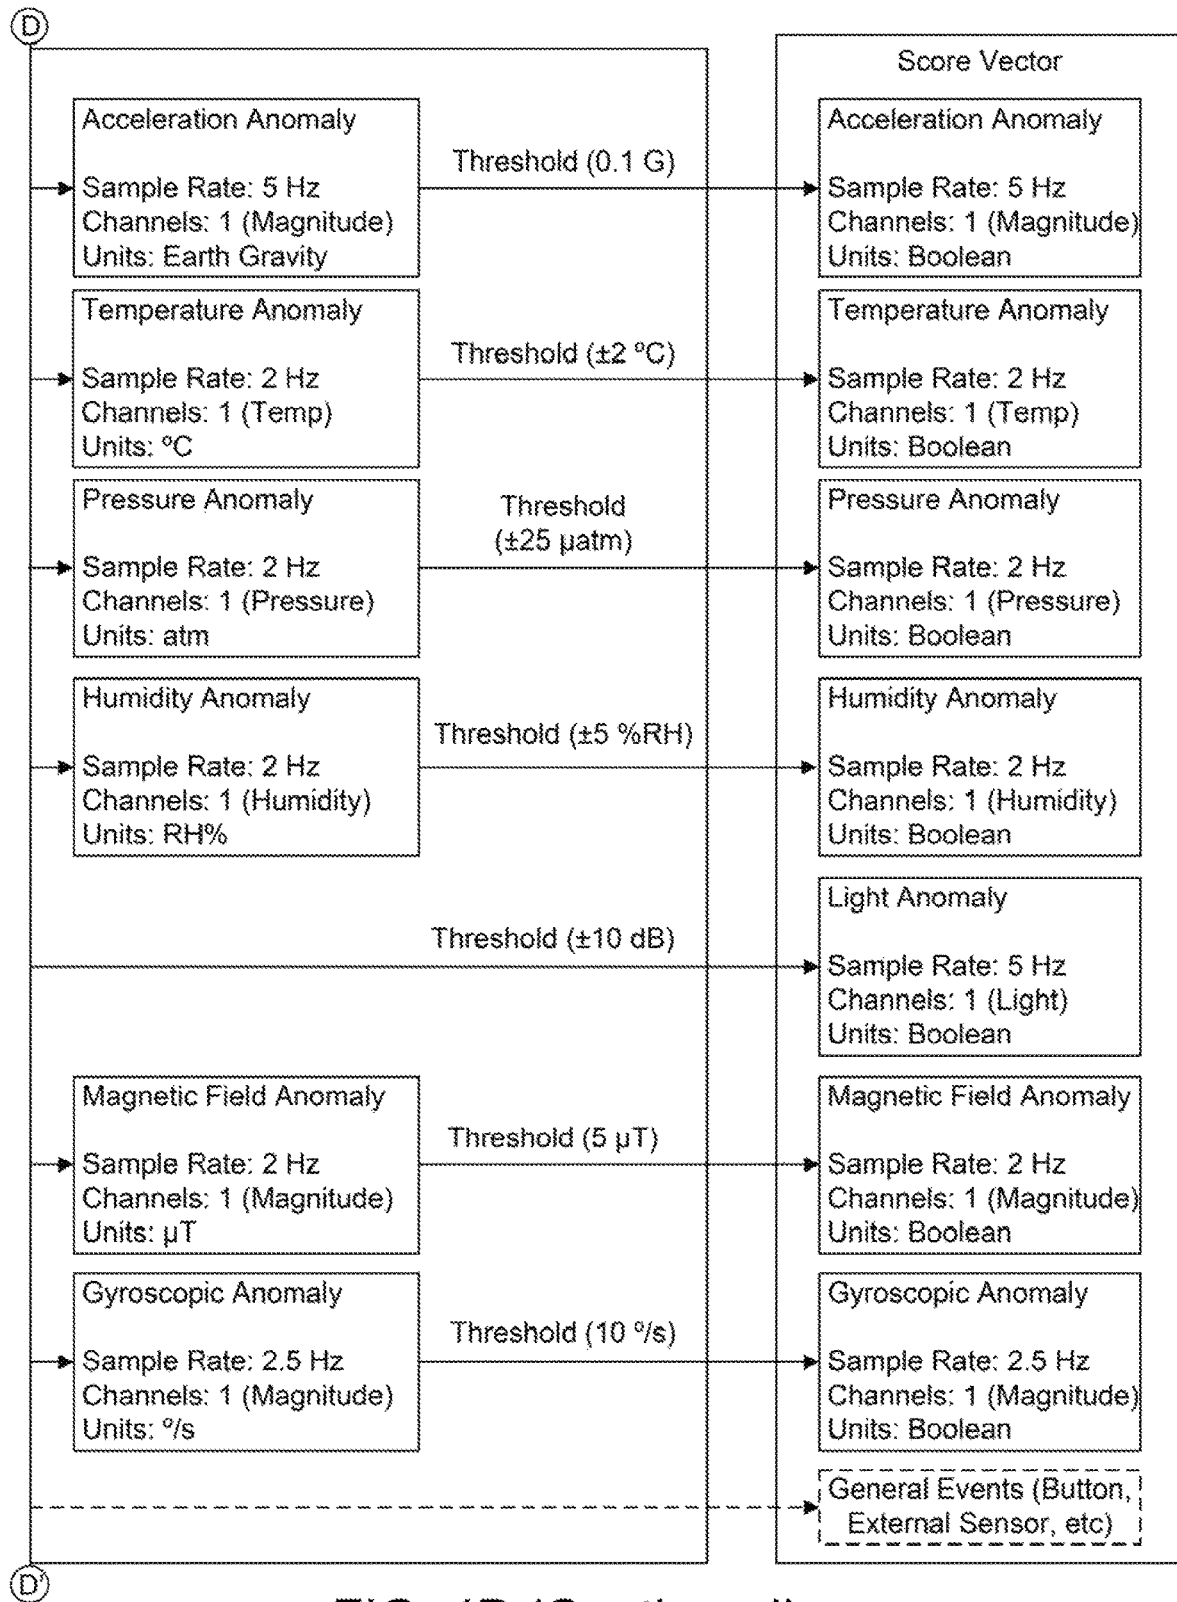 D
Score Vector
Acceleration Anomaly
Sample Rate: 5 Hz
Channels: 1 (Magnitude)
Units: Earth Gravity
Threshold (0.1 G)
Acceleration Anomaly
Sample Rate: 5 Hz
Channels: 1 (Magnitude)
Units: Boolean
Temperature Anomaly
Sample Rate: 2 Hz
Channels: 1 (Temp)
Units: ºC
Threshold (±2 ºC)
Temperature Anomaly
Sample Rate: 2 Hz
Channels: 1 (Temp)
Units: Boolean
Pressure Anomaly
Sample Rate: 2 Hz
Channels: 1 (Pressure)
Units: atm
Threshold
(±25 µatm)
Pressure Anomaly
Sample Rate: 2 Hz
Channels: 1 (Pressure)
Units: Boolean
Humidity Anomaly
Sample Rate: 2 Hz
Channels: 1 (Humidity)
Units: RH%
Threshold (±5 %RH)
Humidity Anomaly
Sample Rate: 2 Hz
Channels: 1 (Humidity)
Units: Boolean
Threshold (±10 dB)
Light Anomaly
Sample Rate: 5 Hz
Channels: 1 (Light)
Units: Boolean
Magnetic Field Anomaly
Sample Rate: 2 Hz
Channels: 1 (Magnitude)
Units: µT
Threshold (5 µT)
Magnetic Field Anomaly
Sample Rate: 2 Hz
Channels: 1 (Magnitude)
Units: Boolean
Gyroscopic Anomaly
Sample Rate: 2.5 Hz
Channels: 1 (Magnitude)
Units: º/s
Threshold (10 º/s)
Gyroscopic Anomaly
Sample Rate: 2.5 Hz
Channels: 1 (Magnitude)
Units: Boolean
General Events (Button,
External Sensor, etc)
D'